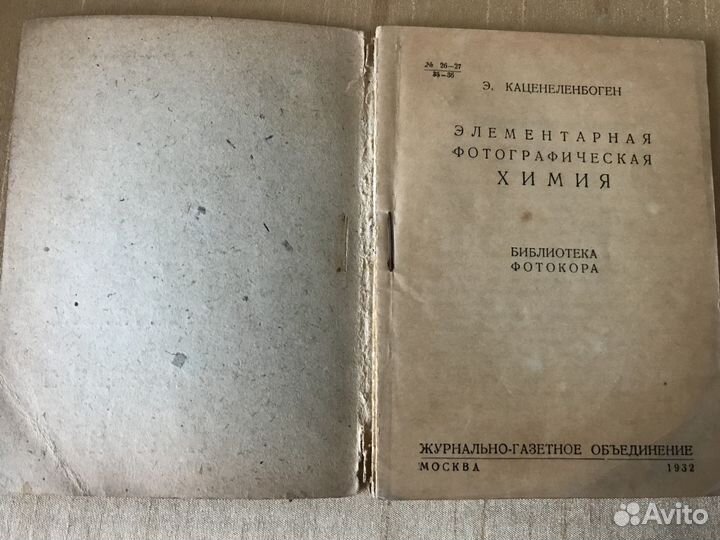 № 26—27
35—36
Э. КАЦЕНЕЛЕНБОГЕН
ЭЛЕМЕНТАРНАЯ
ФОТОГРАФИЧЕСКАЯ
ХИМИЯ
БИБЛИОТЕКА
ФОТОКОРА
ЖУРНАЛЬНО-ГАЗЕТНОЕ ОБЪЕДИНЕНИЕ
МОСКВА 1932
Avito